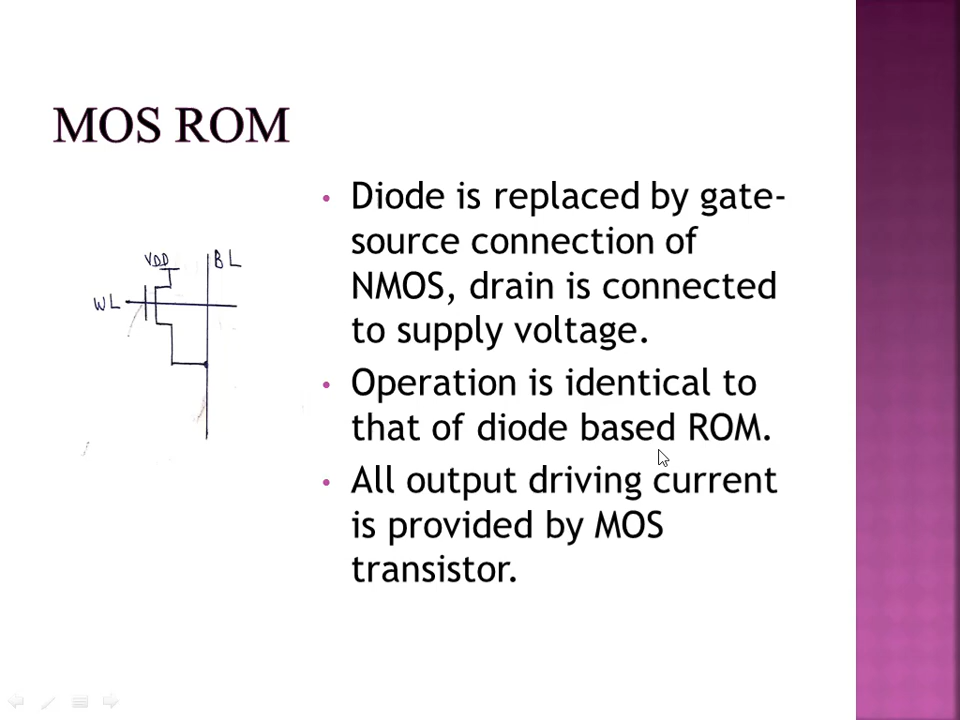 MOS ROM
• Diode is replaced by gate-
source connection of
NMOS, drain is connected
to supply voltage.
• Operation is identical to
that of diode based ROM.
• All output driving current
is provided by MOS
transistor.
VDD
BL
WL